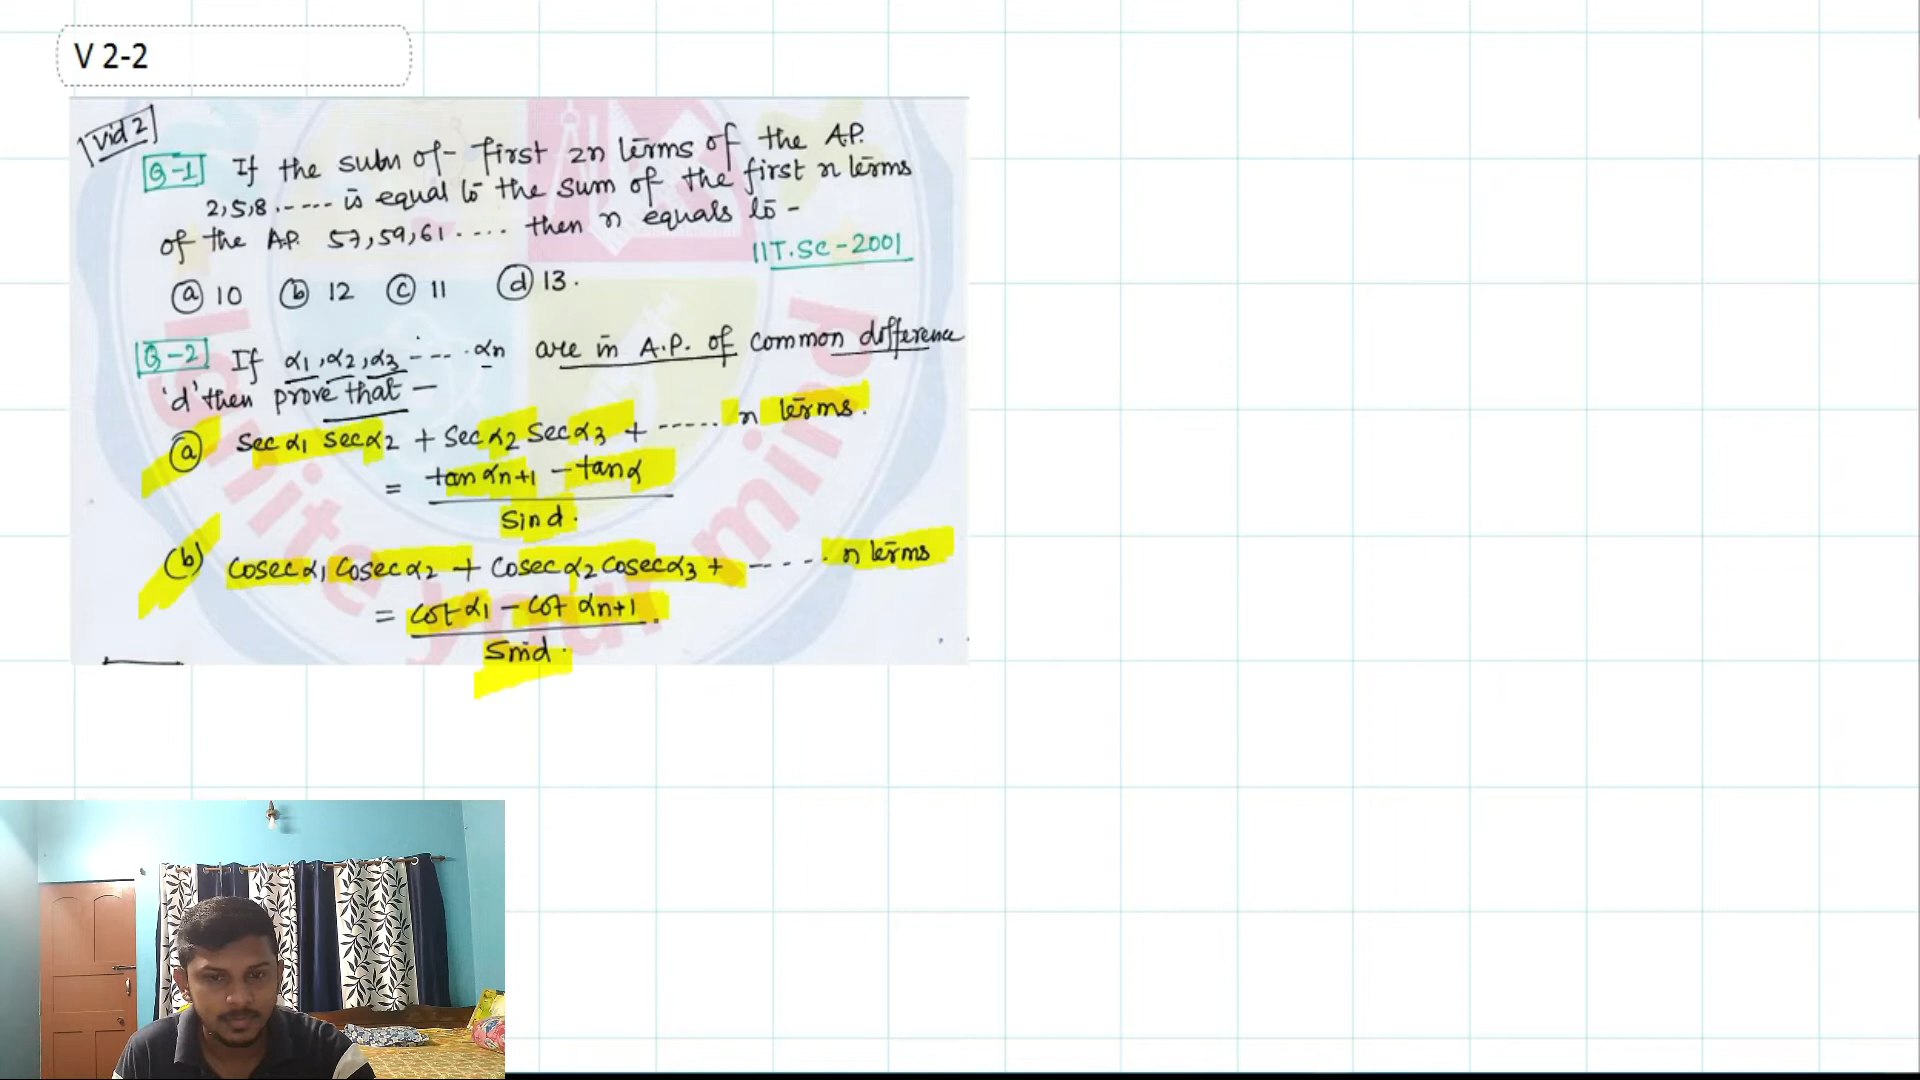 V 2-2
Vid 2
Q-1 If the sum of first 2n terms of the A.P.
2,5,8.----- is equal to the sum of the first n terms
of the A.P. 57,59,61..... then n equals to -
IIT.SC-2001
(a) 10 (b) 12 (c) 11 (d) 13.
Q-2 If α1,α2,α3 ----- αn are in A.P. of common difference
'd' then prove that —
(a) Sec α1 Sec α2 + Sec α2 Sec α3 + ------ n terms.
= tan αn+1 - tan α
Sin d.
(b) Cosec α1 Cosec α2 + Cosec α2 Cosec α3 + ----- n terms
= cot α1 - cot αn+1.
Sin d.
Ignite your mind